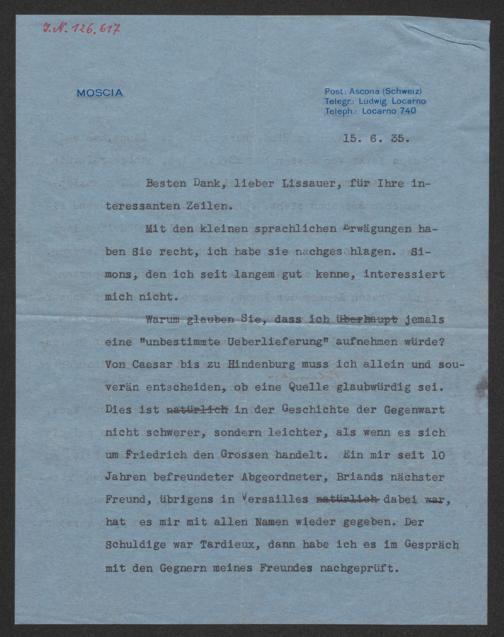 J.N. 126.617
MOSCIA
Post: Ascona (Schweiz)
Telegr: Ludwig Locarno
Teleph: Locarno 740
15. 6. 35.
Besten Dank, lieber Lissauer, für Ihre in-
teressanten Zeilen.
Mit den kleinen sprachlichen Erwägungen ha-
ben Sie recht, ich habe sie nachges hlagen. Si-
mons, den ich seit langem gut kenne, interessiert
mich nicht.
Warum glauben Sie, dass ich überhaupt jemals
eine "unbestimmte Ueberlieferung" aufnehmen würde?
Von Caesar bis zu Hindenburg muss ich allein und sou-
verän entscheiden, ob eine Quelle glaubwürdig sei.
Dies ist natürlich in der Geschichte der Gegenwart
nicht schwerer, sondern leichter, als wenn es sich
um Friedrich den Grossen handelt. Ein mir seit 10
Jahren befreundeter Abgeordneter, Briands nächster
Freund, übrigens in Versailles natürlich dabei war,
hat es mir mit allen Namen wieder gegeben. Der
Schuldige war Tardieux, dann habe ich es im Gespräch
mit den Gegnern meines Freundes nachgeprüft.